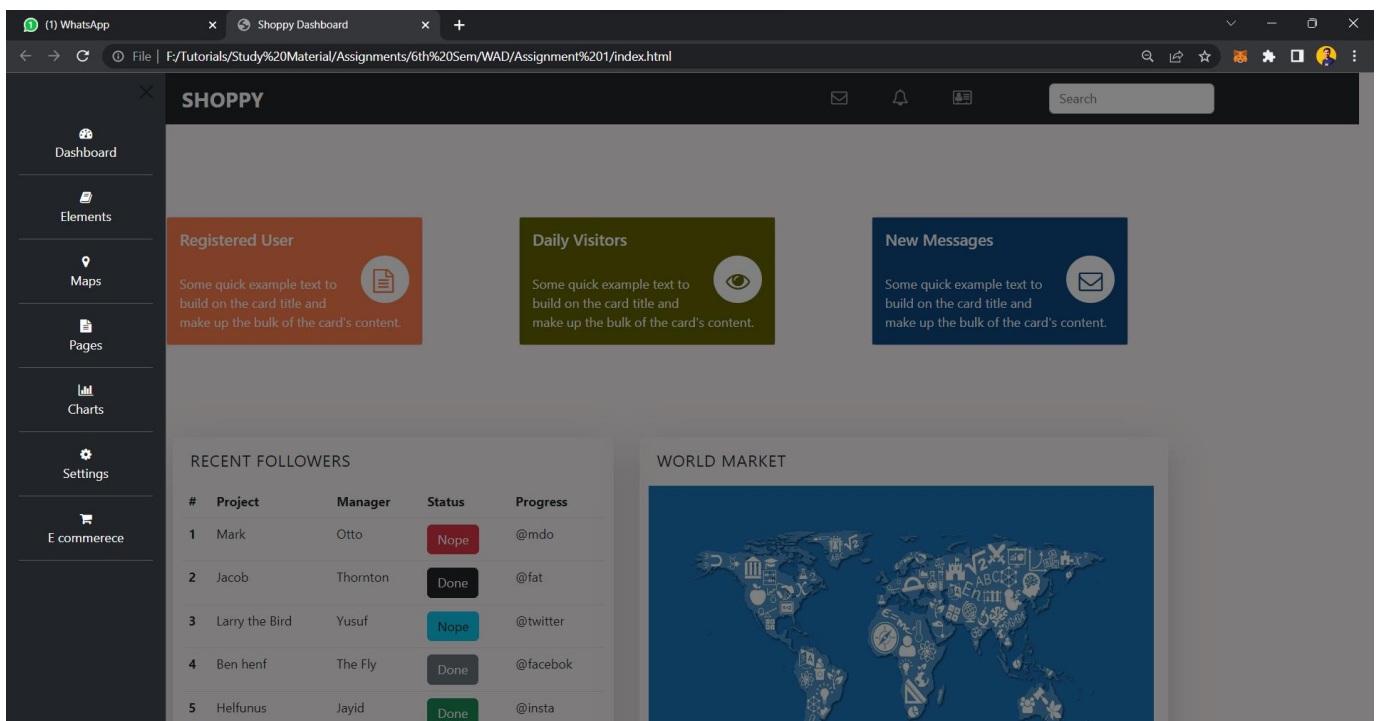 (1) WhatsApp
Shoppy Dashboard
File
F:/Tutorials/Study%20Material/Assignments/6th%20Sem/WAD/Assignment%201/index.html
SHOPPY
Search
Dashboard
Elements
Maps
Pages
Charts
Settings
E commerece
Registered User
Some quick example text to
build on the card title and
make up the bulk of the card's content.
Daily Visitors
Some quick example text to
build on the card title and
make up the bulk of the card's content.
New Messages
Some quick example text to
build on the card title and
make up the bulk of the card's content.
RECENT FOLLOWERS
# Project Manager Status Progress
1 Mark Otto Nope @mdo
2 Jacob Thornton Done @fat
3 Larry the Bird Yusuf Nope @twitter
4 Ben henf The Fly Done @facebok
5 Helfunus Jayid Done @insta
WORLD MARKET